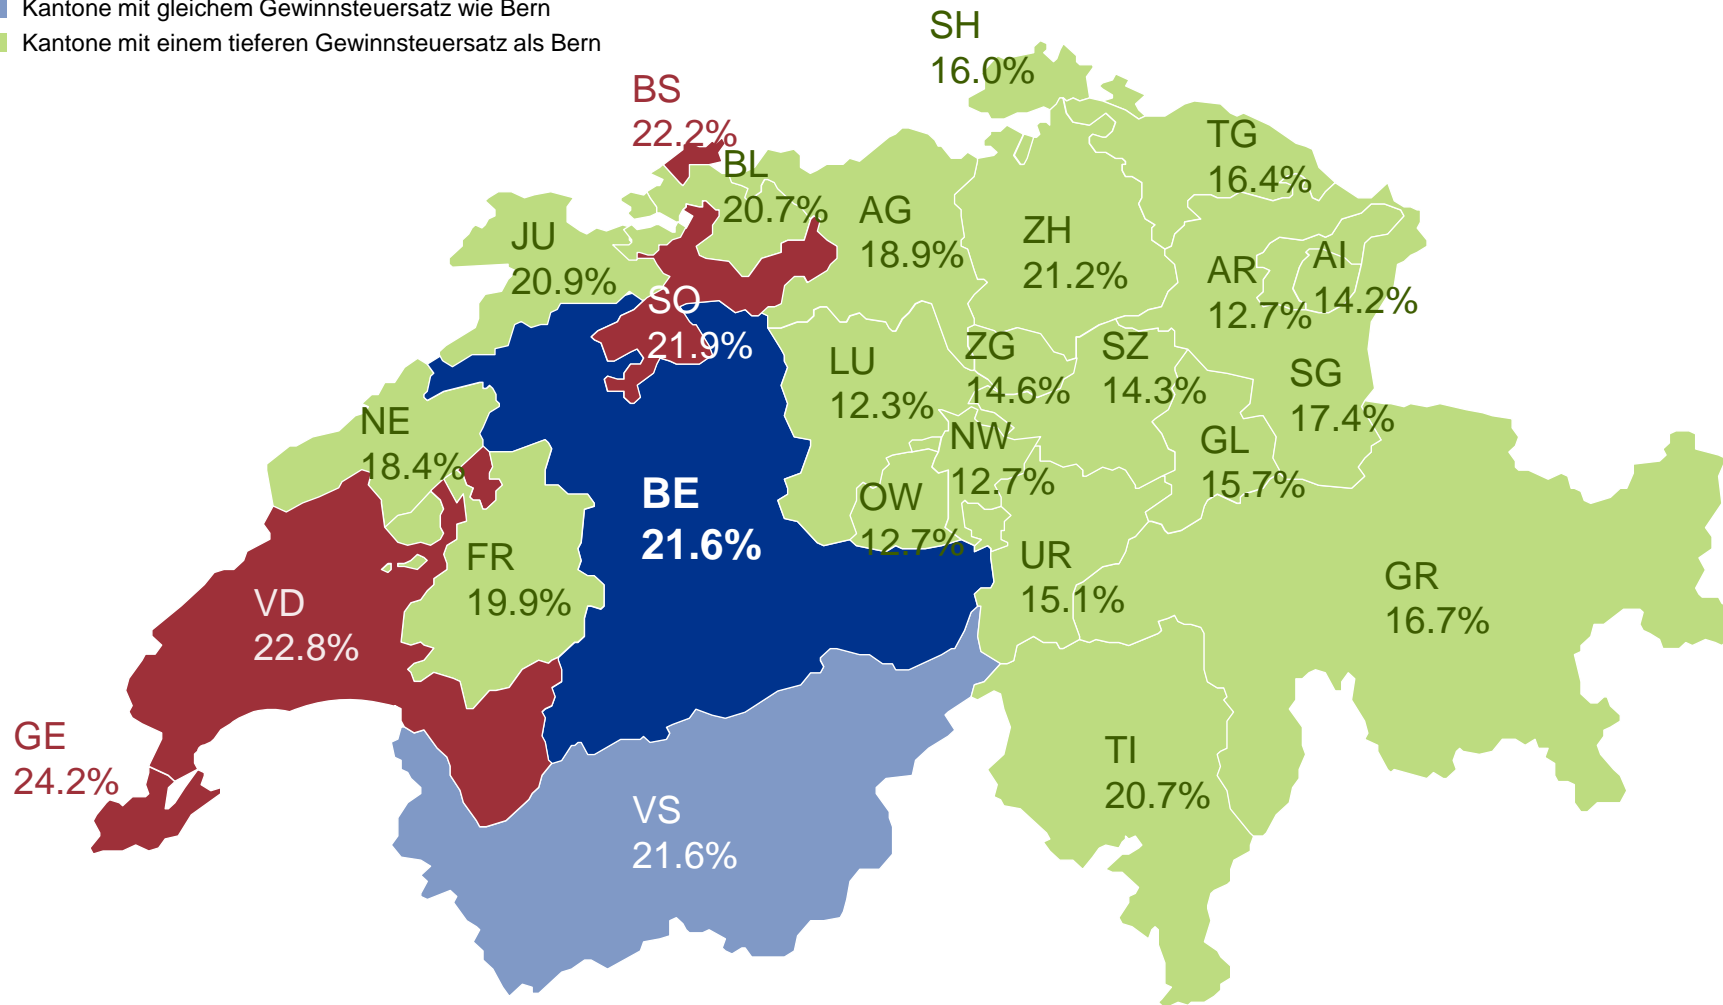 Kantone mit gleichem Gewinnsteuersatz wie Bern
Kantone mit einem tieferen Gewinnsteuersatz als Bern
SH
16.0%
BS
22.2%
BL
20.7%
TG
16.4%
AG
18.9%
ZH
21.2%
JU
20.9%
AR
12.7%
AI
14.2%
SO
21.9%
LU
12.3%
ZG
14.6%
SZ
14.3%
SG
17.4%
NE
18.4%
NW
12.7%
GL
15.7%
BE
21.6%
OW
12.7%
FR
19.9%
UR
15.1%
GR
16.7%
VD
22.8%
GE
24.2%
TI
20.7%
VS
21.6%